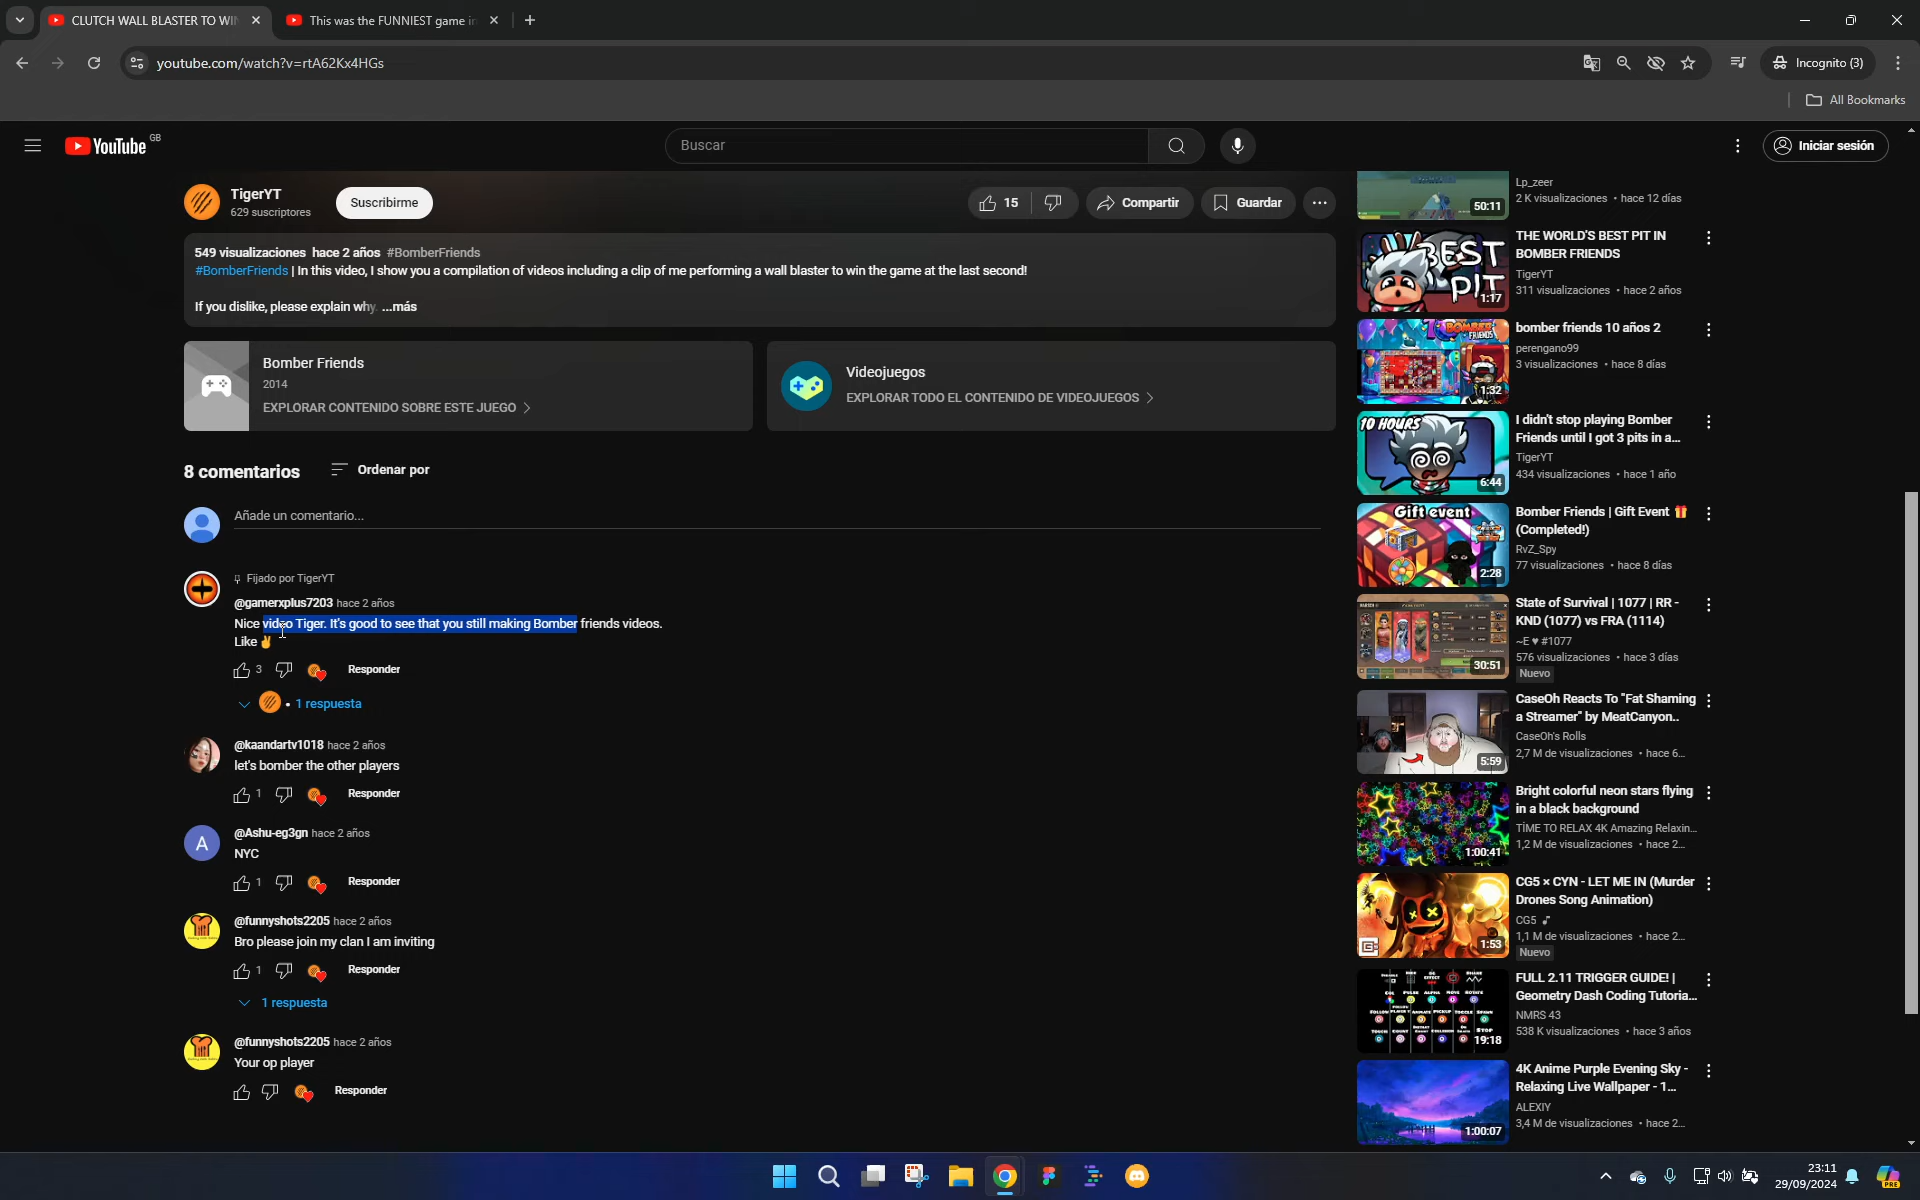 CLUTCH WALL BLASTER TO WIN
This was the FUNNIEST game in
youtube.com/watch?v=rtA62Kx4HGs
Incognito (3)
All Bookmarks
YouTube GB
Buscar
Iniciar sesión
TigerYT
629 suscriptores
Suscribirme
15
Compartir
Guardar
549 visualizaciones hace 2 años #BomberFriends
#BomberFriends | In this video, I show you a compilation of videos including a clip of me performing a wall blaster to win the game at the last second!
If you dislike, please explain why. ...más
Bomber Friends
2014
EXPLORAR CONTENIDO SOBRE ESTE JUEGO
Videojuegos
EXPLORAR TODO EL CONTENIDO DE VIDEOJUEGOS
8 comentarios
Ordenar por
Añade un comentario...
Fijado por TigerYT
@gamerxplus7203 hace 2 años
Nice video Tiger. It's good to see that you still making Bomber friends videos.
Like ✌
3
Responder
• 1 respuesta
@kaandartv1018 hace 2 años
let's bomber the other players
1
Responder
@Ashu-eg3gn hace 2 años
A
NYC
1
Responder
@funnyshots2205 hace 2 años
Bro please join my clan I am inviting
1
Responder
1 respuesta
@funnyshots2205 hace 2 años
Your op player
Responder
Lp_zeer
2 K visualizaciones • hace 12 días
50:11
BEST
PIT
1:17
THE WORLD'S BEST PIT IN
BOMBER FRIENDS
TigerYT
311 visualizaciones • hace 2 años
1:32
bomber friends 10 años 2
perengano99
3 visualizaciones • hace 8 días
10 HOURS
6:44
I didn't stop playing Bomber
Friends until I got 3 pits in a...
TigerYT
434 visualizaciones • hace 1 año
Gift event
2:28
Bomber Friends | Gift Event 🎁
(Completed!)
RvZ_Spy
77 visualizaciones • hace 8 días
30:51
State of Survival | 1077 | RR -
KND (1077) vs FRA (1114)
~E ♥ #1077
576 visualizaciones • hace 3 días
Nuevo
5:59
CaseOh Reacts To "Fat Shaming
a Streamer" by MeatCanyon..
CaseOh's Rolls
2,7 M de visualizaciones • hace 6...
1:00:41
Bright colorful neon stars flying
in a black background
TİME TO RELAX 4K Amazing Relaxin...
1,2 M de visualizaciones • hace 2...
1:53
CG5 x CYN - LET ME IN (Murder
Drones Song Animation)
CG5 ♪
1,1 M de visualizaciones • hace 2...
Nuevo
19:18
FULL 2.11 TRIGGER GUIDE! |
Geometry Dash Coding Tutoria...
NMRS 43
538 K visualizaciones • hace 3 años
1:00:07
4K Anime Purple Evening Sky -
Relaxing Live Wallpaper - 1...
ALEXIY
3,4 M de visualizaciones • hace 2...
23:11
29/09/2024
PRE